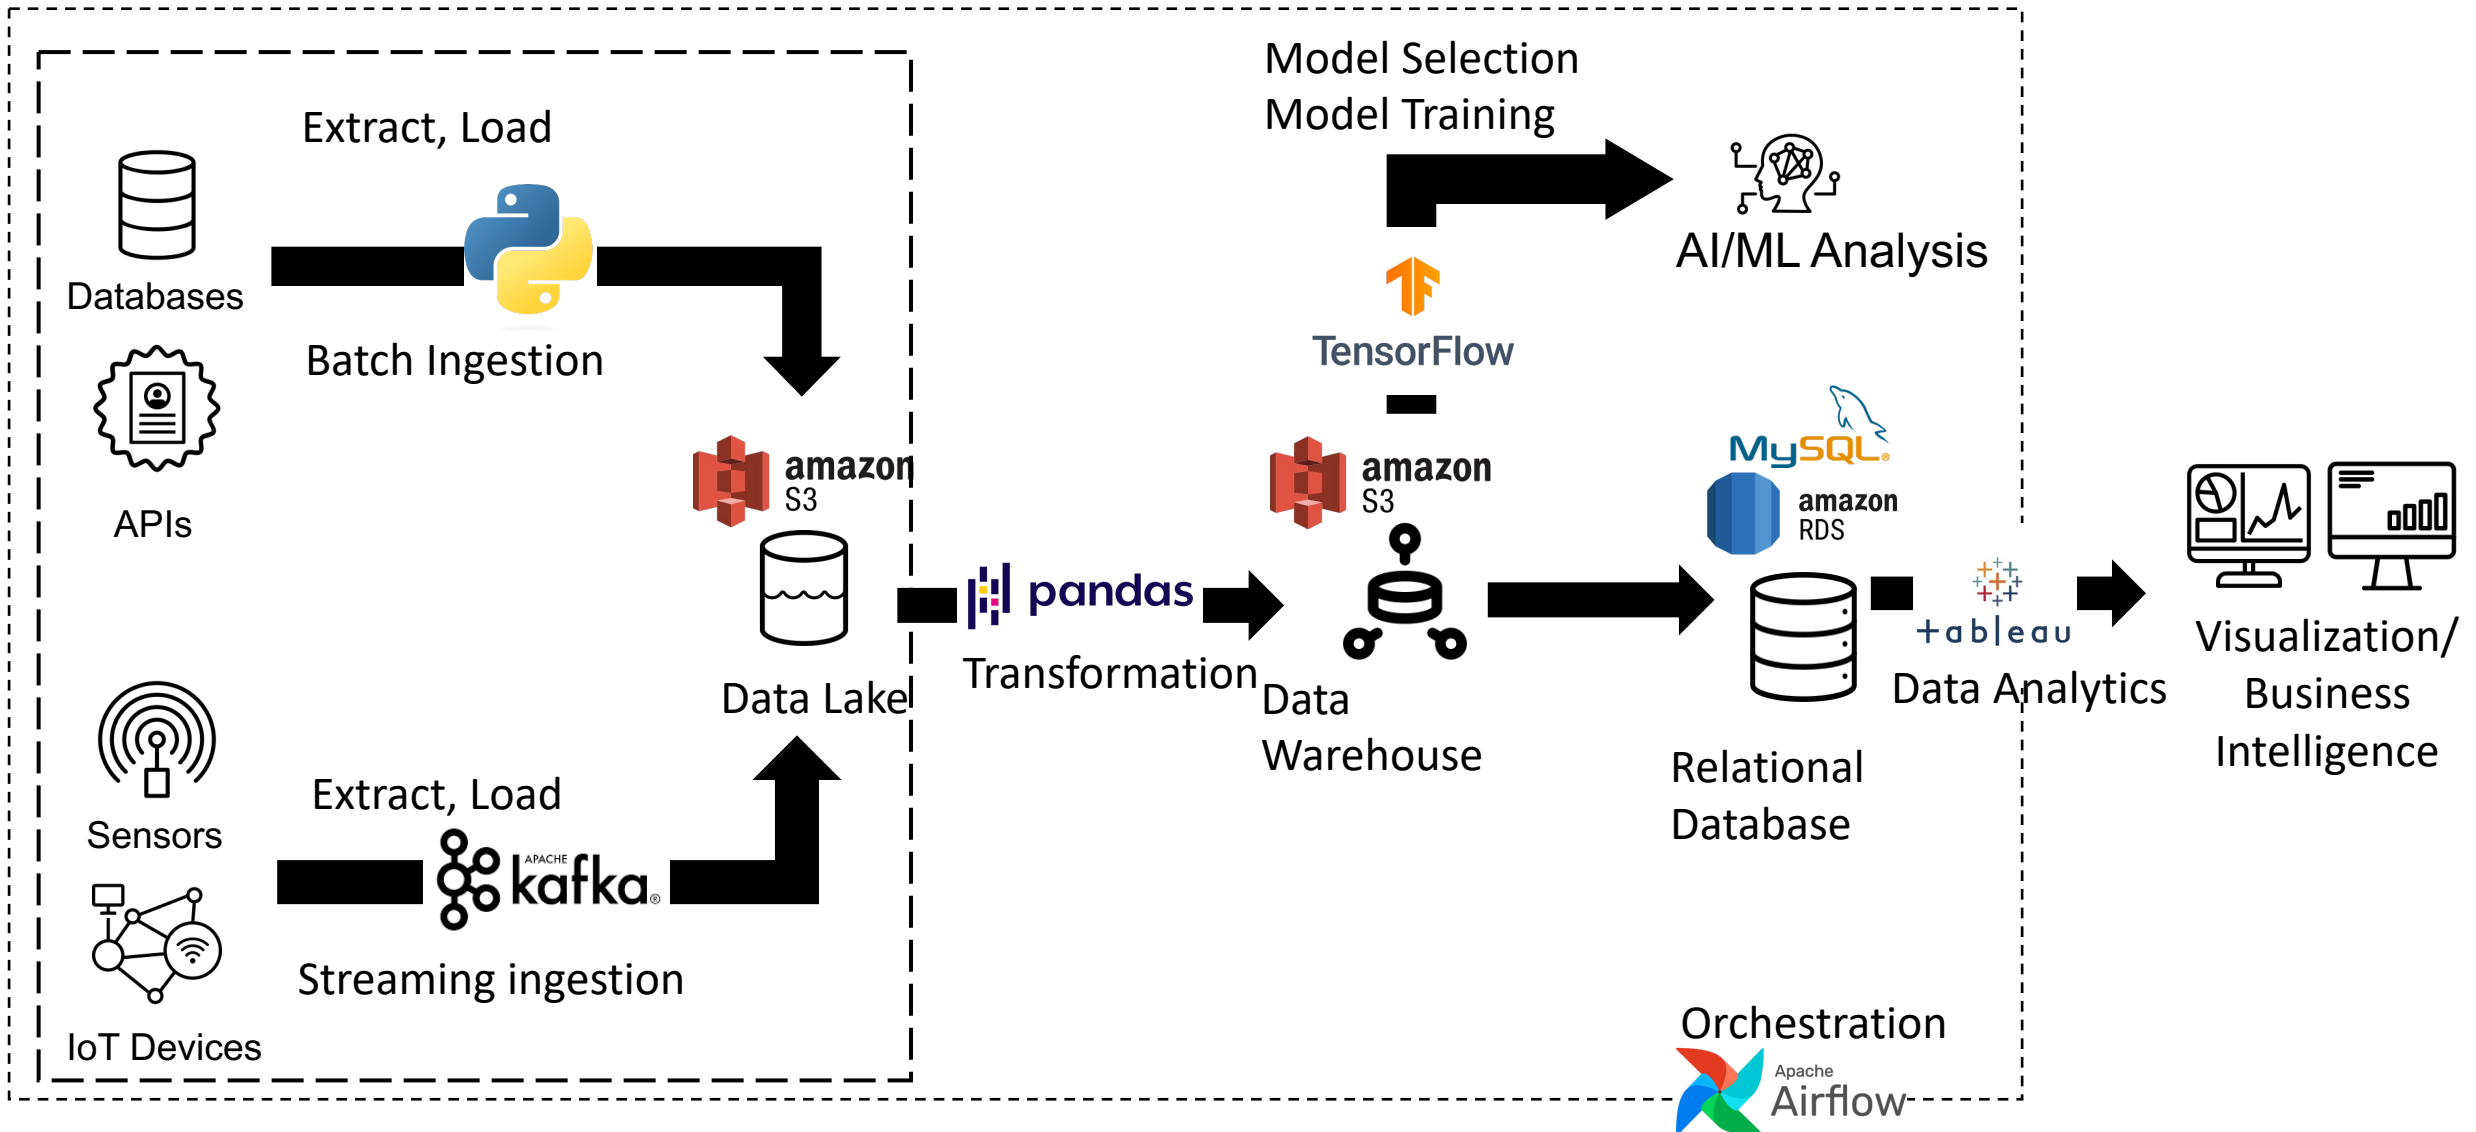 Extract, Load
Databases
Batch Ingestion
APIs
amazon
S3
Data Lake
Sensors
Extract, Load
APACHE
kafka®
Streaming ingestion
IoT Devices
pandas
Transformation
Model Selection
Model Training
TensorFlow
AI/ML Analysis
amazon
S3
Data
Warehouse
MySQL®
amazon
RDS
Relational
Database
+ableau
Data Analytics
Visualization/
Business
Intelligence
Orchestration
Apache
Airflow